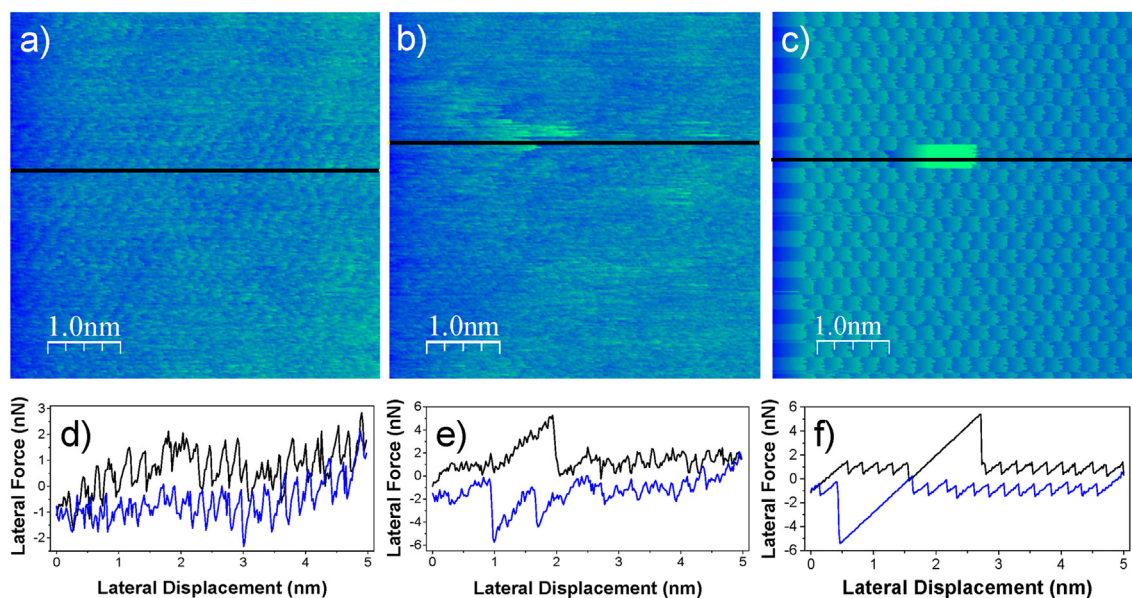 a)
b)
c)
1.0nm
1.0nm
1.0nm
d)
Lateral Force (nN)
3
2
1
0
-1
-2
0 1 2 3 4 5
Lateral Displacement (nm)
e)
Lateral Force (nN)
6
4
2
0
-2
-4
-6
0 1 2 3 4 5
Lateral Displacement (nm)
f)
Lateral Force (nN)
6
4
2
0
-2
-4
-6
0 1 2 3 4 5
Lateral Displacement (nm)